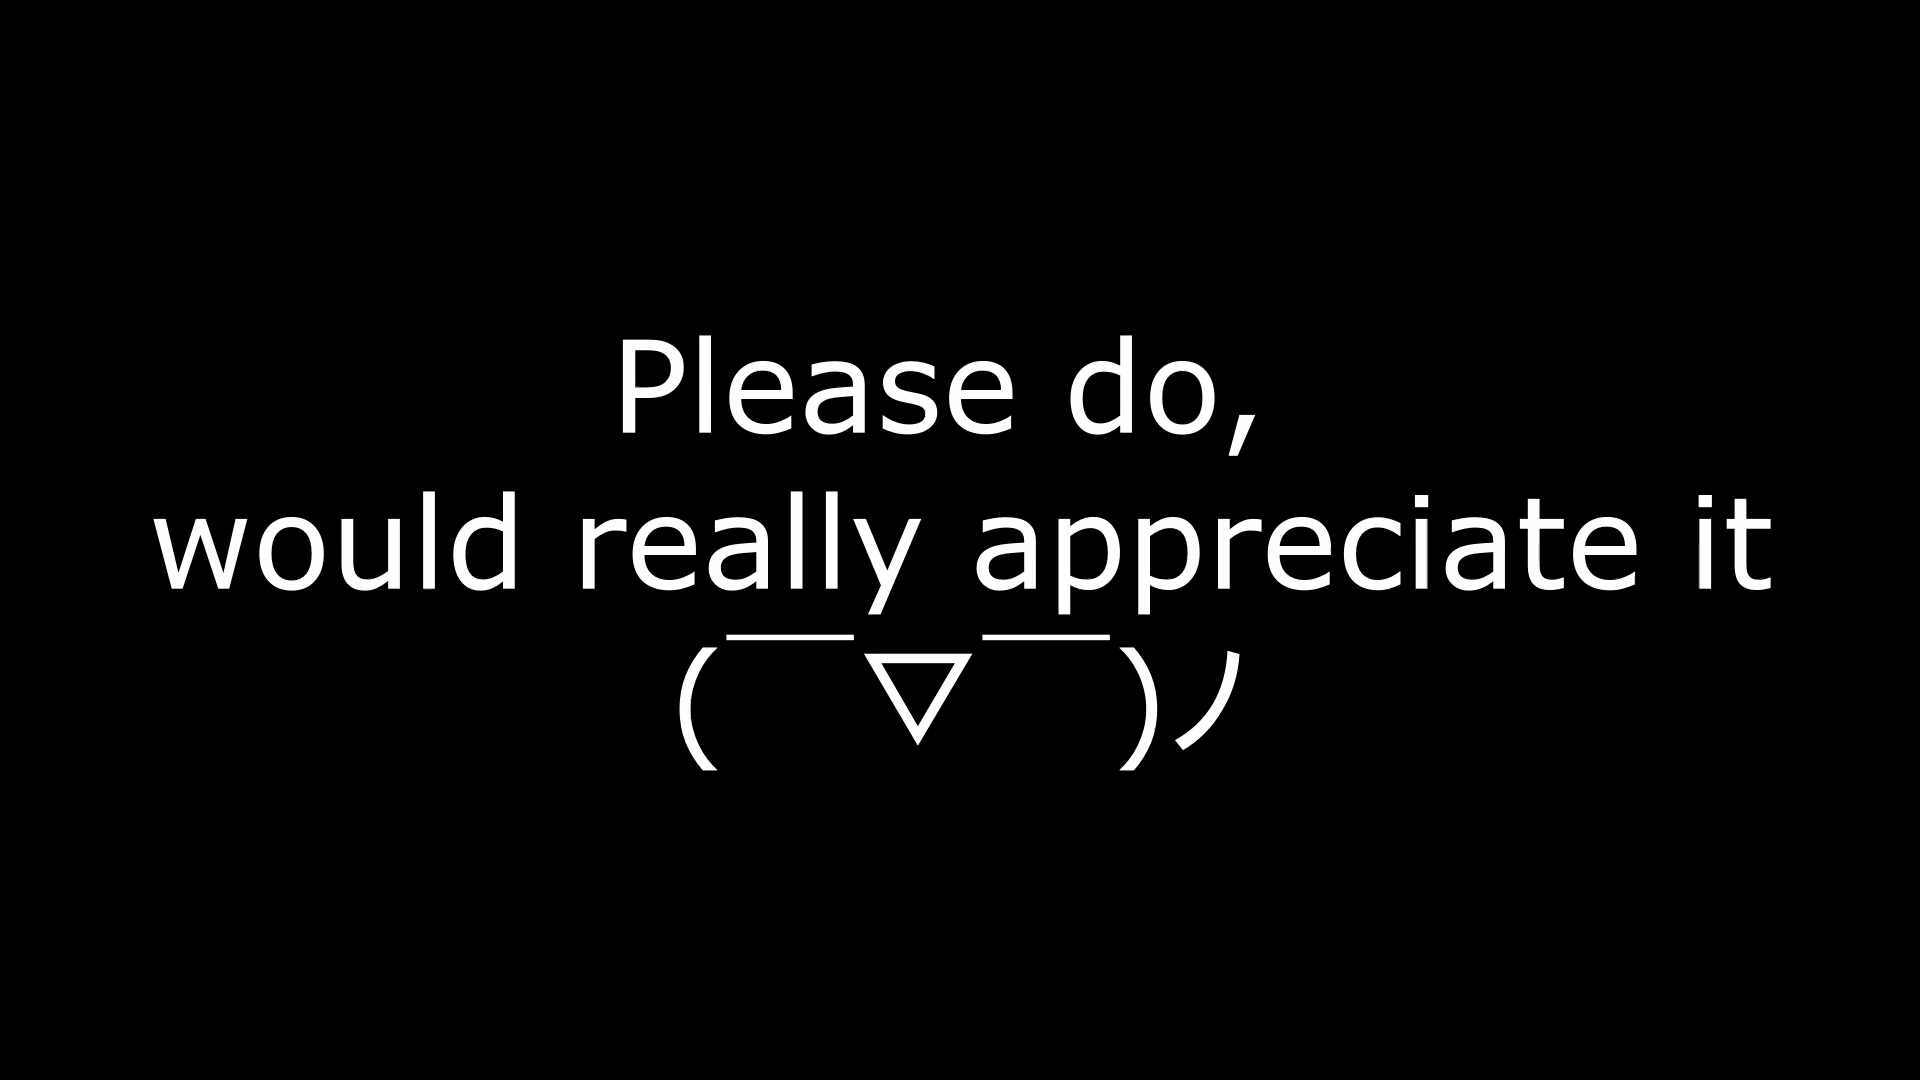 Please do,
would really appreciate it
(￣▽￣)ノ